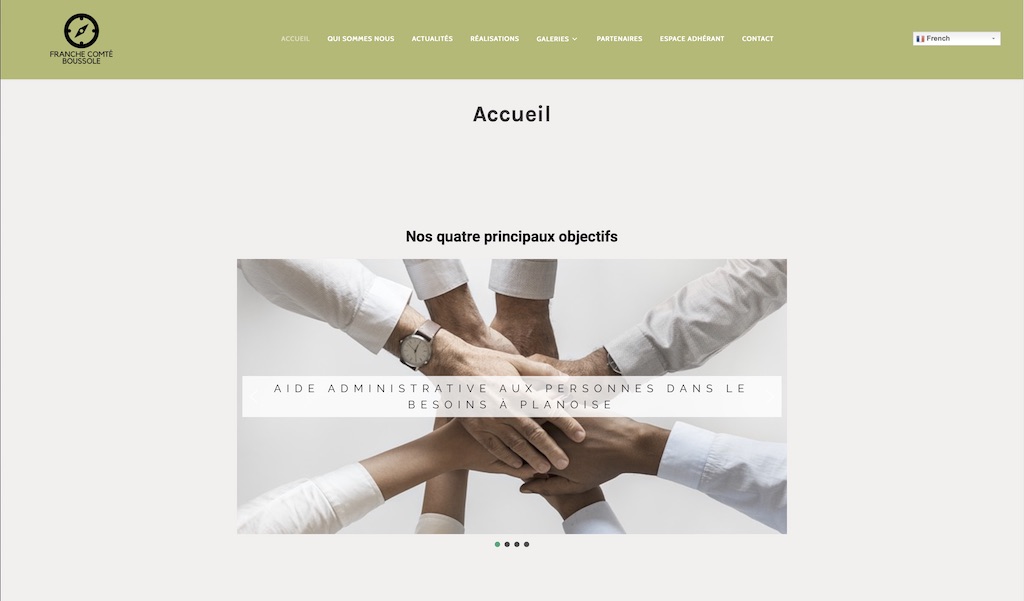 FRANCHE COMTÉ
BOUSSOLE
ACCUEIL QUI SOMMES NOUS ACTUALITÉS RÉALISATIONS GALERIES PARTENAIRES ESPACE ADHÉRANT CONTACT
French
Accueil
Nos quatre principaux objectifs
AIDE ADMINISTRATIVE AUX PERSONNES DANS LE
BESOINS À PLANOISE